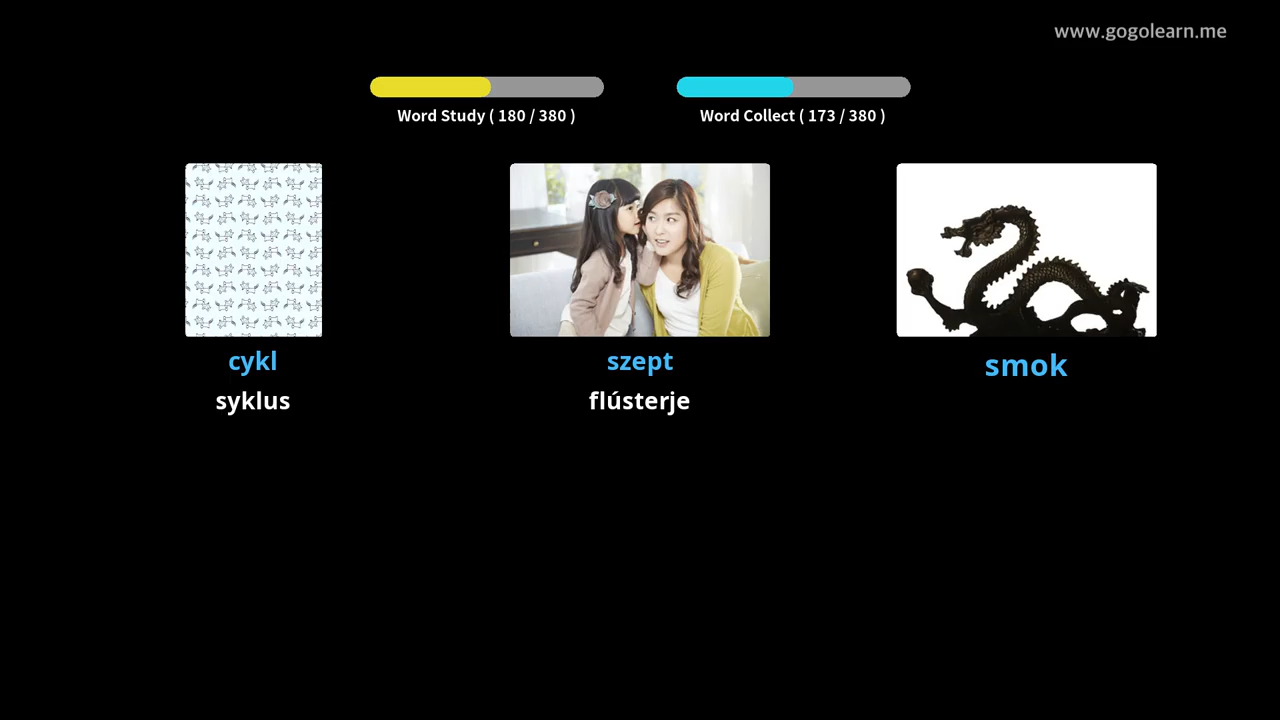 www.gogolearn.me
Word Study ( 180 / 380 )
Word Collect ( 173 / 380 )
cykl
szept
smok
syklus
flústerje